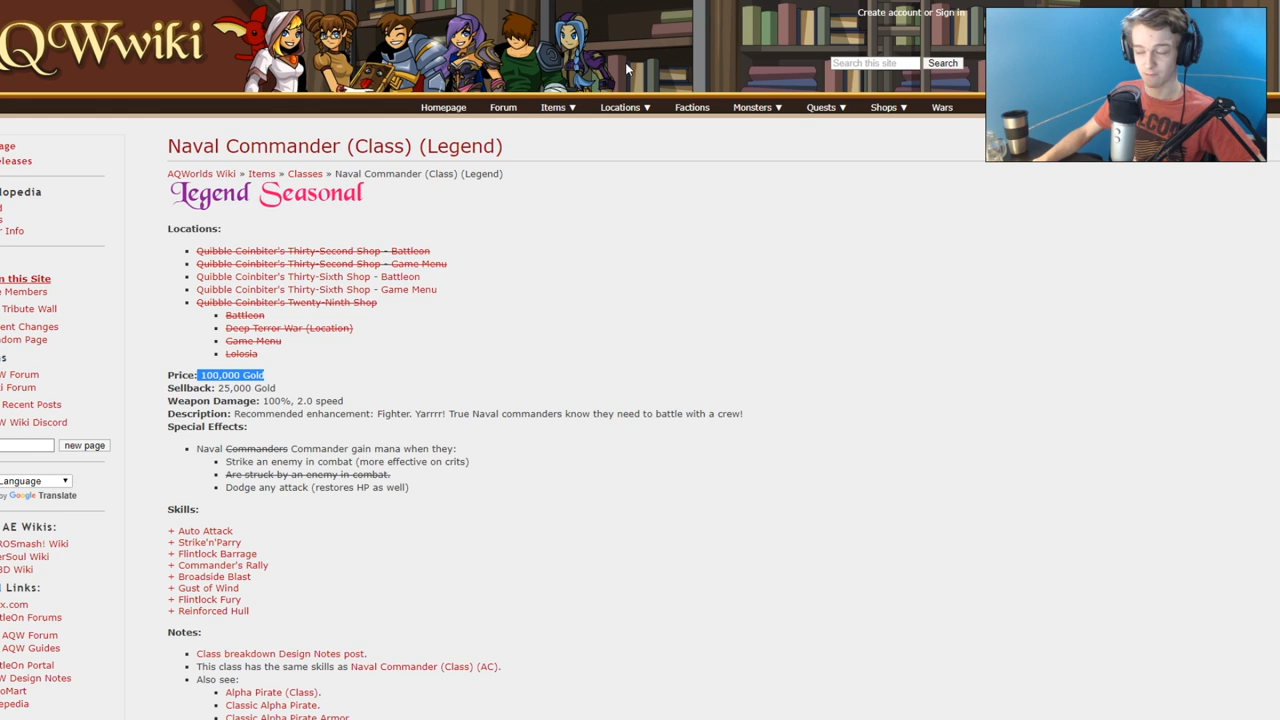 Create account or Sign in
QWwiki
Search this site
Search
Homepage
Forum
Items ▼
Locations ▼
Factions
Monsters ▼
Quests ▼
Shops ▼
Wars
Naval Commander (Class) (Legend)
AQWorlds Wiki » Items » Classes » Naval Commander (Class) (Legend)
Legend Seasonal
Locations:
Quibble Coinbiter's Thirty-Second Shop - Battleon
Quibble Coinbiter's Thirty-Second Shop - Game Menu
Quibble Coinbiter's Thirty-Sixth Shop - Battleon
Quibble Coinbiter's Thirty-Sixth Shop - Game Menu
Quibble Coinbiter's Twenty-Ninth Shop
Battleon
Deep Terror War (Location)
Game Menu
Lolosia
Price: 100,000 Gold
Sellback: 25,000 Gold
Weapon Damage: 100%, 2.0 speed
Description: Recommended enhancement: Fighter. Yarrrr! True Naval commanders know they need to battle with a crew!
Special Effects:
Naval Commanders Commander gain mana when they:
Strike an enemy in combat (more effective on crits)
Are struck by an enemy in combat.
Dodge any attack (restores HP as well)
Skills:
+ Auto Attack
+ Strike'n'Parry
+ Flintlock Barrage
+ Commander's Rally
+ Broadside Blast
+ Gust of Wind
+ Flintlock Fury
+ Reinforced Hull
Notes:
Class breakdown Design Notes post.
This class has the same skills as Naval Commander (Class) (AC).
Also see:
Alpha Pirate (Class).
Classic Alpha Pirate.
Classic Alpha Pirate Armor
age
eleases
lopedia
d
s
r Info
n this Site
e Members
Tribute Wall
ent Changes
dom Page
s
W Forum
i Forum
Recent Posts
W Wiki Discord
new page
Language ▼
by Google Translate
AE Wikis:
ROSmash! Wiki
erSoul Wiki
3D Wiki
l Links:
x.com
tleOn Forums
AQW Forum
AQW Guides
tleOn Portal
W Design Notes
oMart
epedia